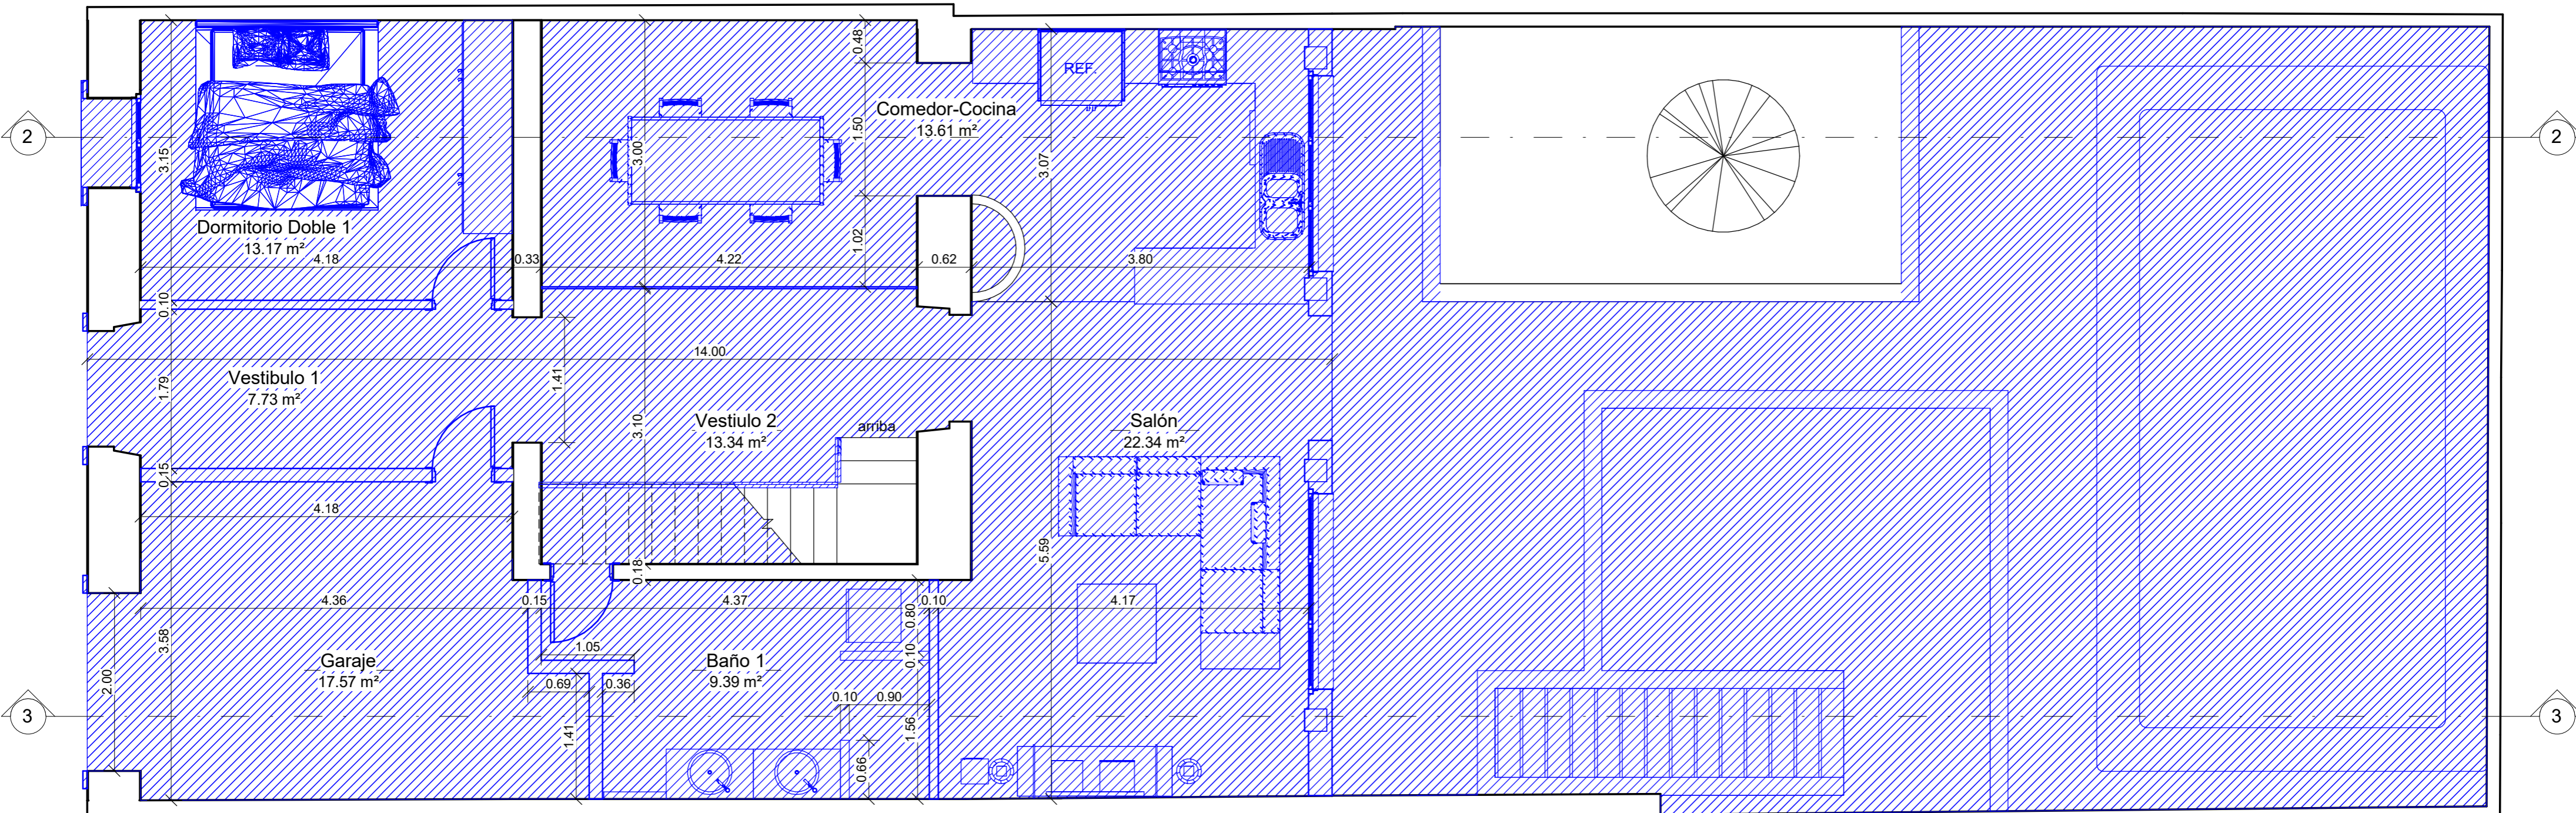 0.48
REF.
Comedor-Cocina
13.61 m²
2
3.15
3.00
1.50
3.07
2
Dormitorio Doble 1
13.17 m²
4.18
0.33
4.22
1.02
0.62
3.80
0.10
14.00
Vestibulo 1
7.73 m²
1.79
1.41
3.10
Vestiulo 2
13.34 m²
arriba
Salón
22.34 m²
0.15
4.18
5.59
0.18
4.36
0.15
4.37
0.80
0.10
4.17
3.58
2.00
1.05
0.10
Garaje
17.57 m²
Baño 1
9.39 m²
0.69
0.36
0.10
0.90
3
1.41
1.56
3
0.66